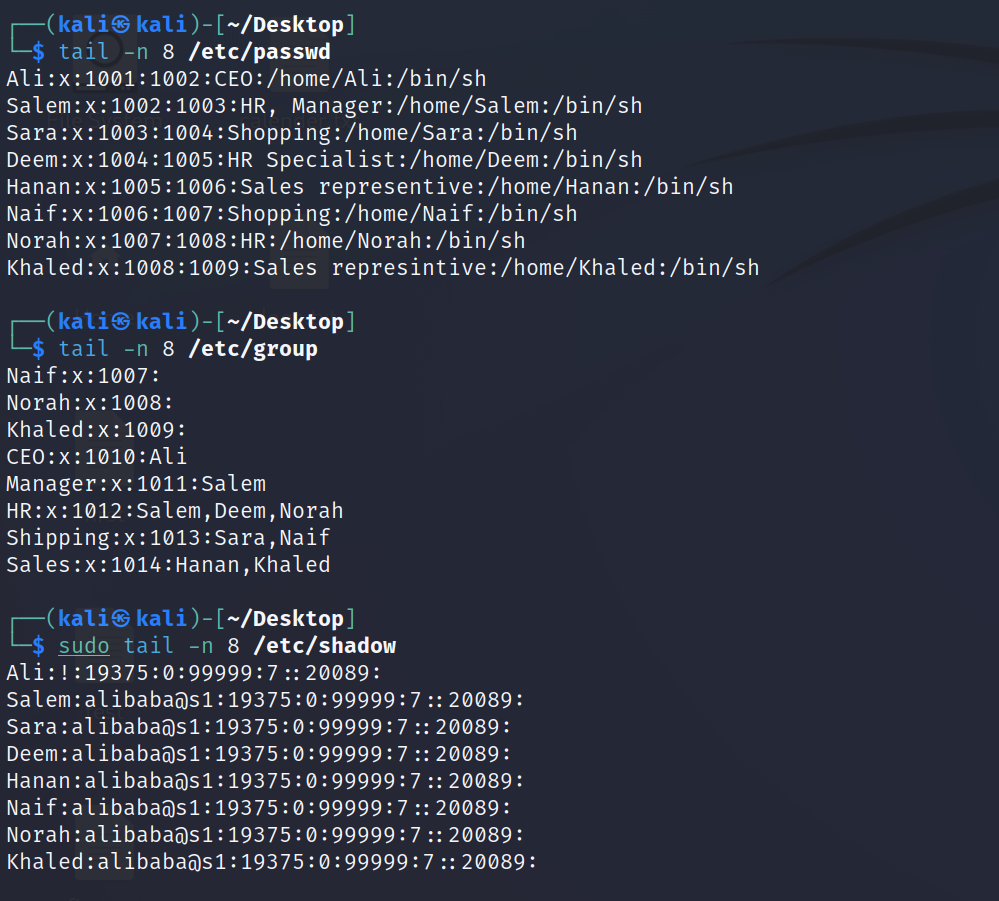 ┌──(kali㉿kali)-[~/Desktop]
└─$ tail -n 8 /etc/passwd
Ali:x:1001:1002:CEO:/home/Ali:/bin/sh
Salem:x:1002:1003:HR, Manager:/home/Salem:/bin/sh
Sara:x:1003:1004:Shopping:/home/Sara:/bin/sh
Deem:x:1004:1005:HR Specialist:/home/Deem:/bin/sh
Hanan:x:1005:1006:Sales representive:/home/Hanan:/bin/sh
Naif:x:1006:1007:Shopping:/home/Naif:/bin/sh
Norah:x:1007:1008:HR:/home/Norah:/bin/sh
Khaled:x:1008:1009:Sales represintive:/home/Khaled:/bin/sh
┌──(kali㉿kali)-[~/Desktop]
└─$ tail -n 8 /etc/group
Naif:x:1007:
Norah:x:1008:
Khaled:x:1009:
CEO:x:1010:Ali
Manager:x:1011:Salem
HR:x:1012:Salem,Deem,Norah
Shipping:x:1013:Sara,Naif
Sales:x:1014:Hanan,Khaled
┌──(kali㉿kali)-[~/Desktop]
└─$ sudo tail -n 8 /etc/shadow
Ali:!:19375:0:99999:7::20089:
Salem:alibaba@s1:19375:0:99999:7::20089:
Sara:alibaba@s1:19375:0:99999:7::20089:
Deem:alibaba@s1:19375:0:99999:7::20089:
Hanan:alibaba@s1:19375:0:99999:7::20089:
Naif:alibaba@s1:19375:0:99999:7::20089:
Norah:alibaba@s1:19375:0:99999:7::20089:
Khaled:alibaba@s1:19375:0:99999:7::20089: